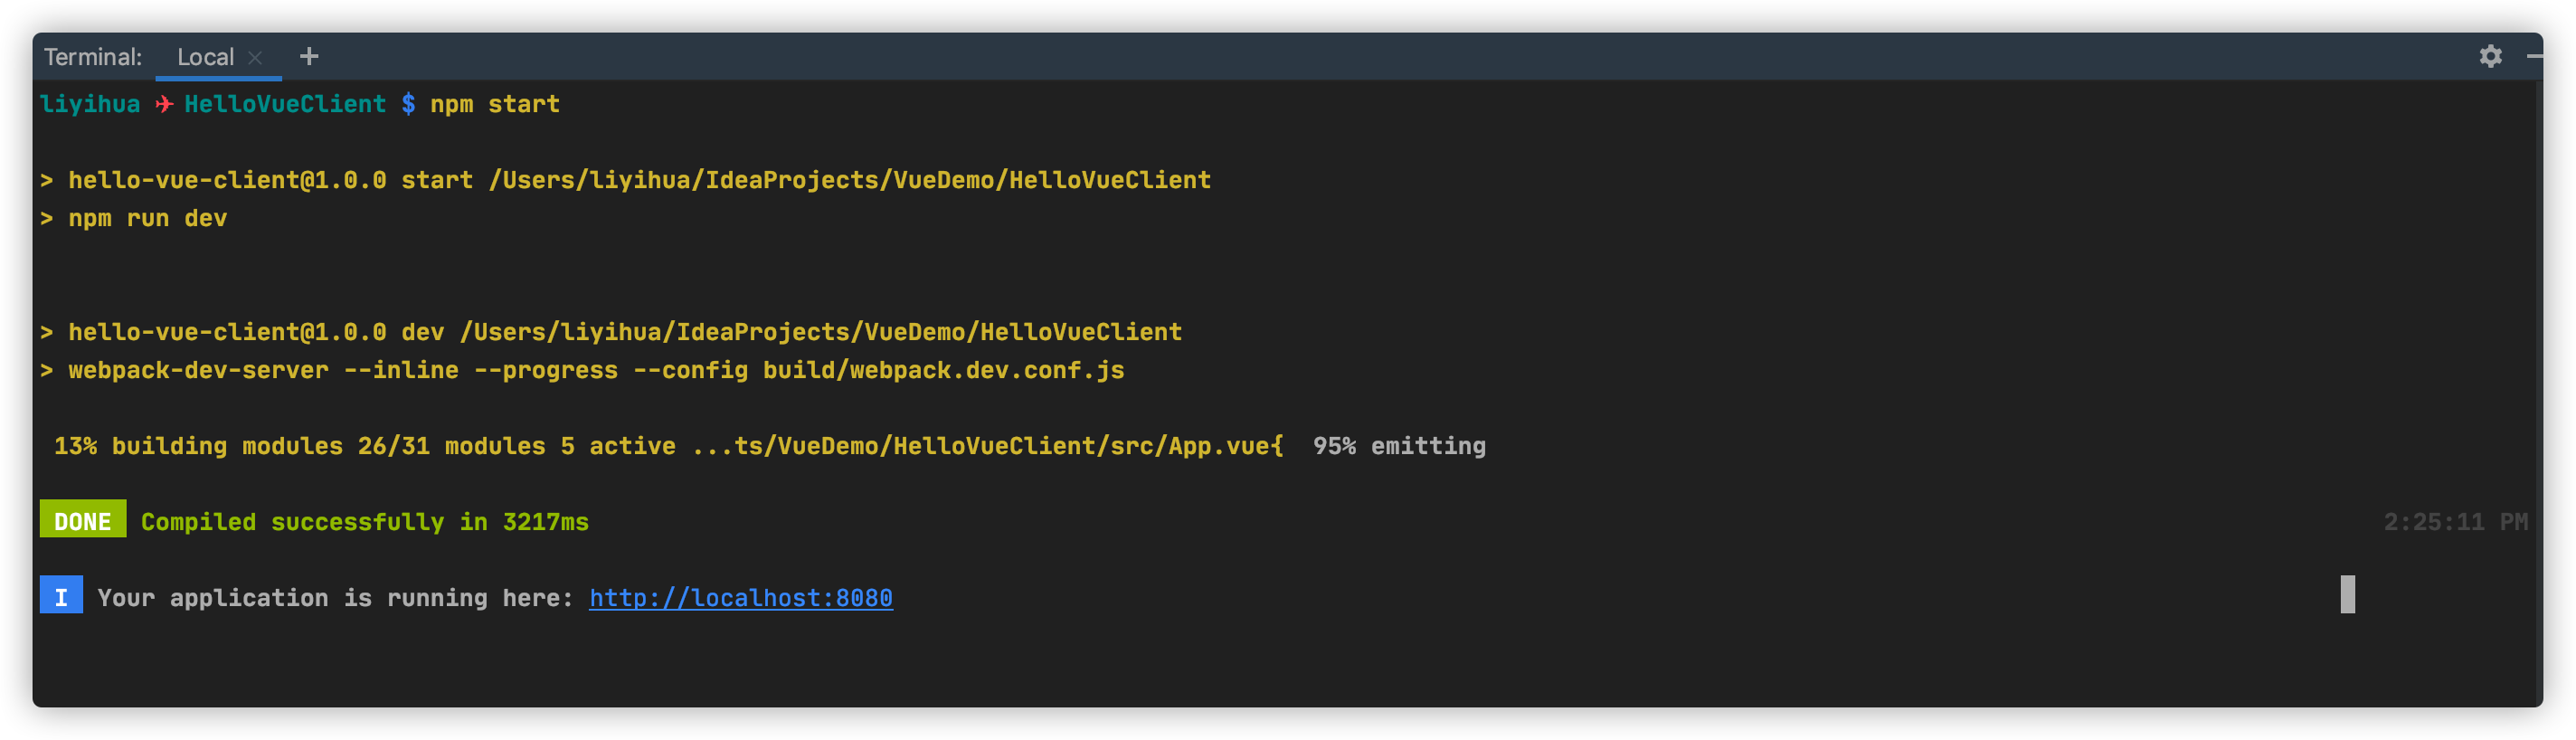 Terminal: Local × +
liyihua ✈ HelloVueClient $ npm start
> hello-vue-client@1.0.0 start /Users/liyihua/IdeaProjects/VueDemo/HelloVueClient
> npm run dev
> hello-vue-client@1.0.0 dev /Users/liyihua/IdeaProjects/VueDemo/HelloVueClient
> webpack-dev-server --inline --progress --config build/webpack.dev.conf.js
13% building modules 26/31 modules 5 active ...ts/VueDemo/HelloVueClient/src/App.vue{ 95% emitting
DONE Compiled successfully in 3217ms 2:25:11 PM
I Your application is running here: http://localhost:8080